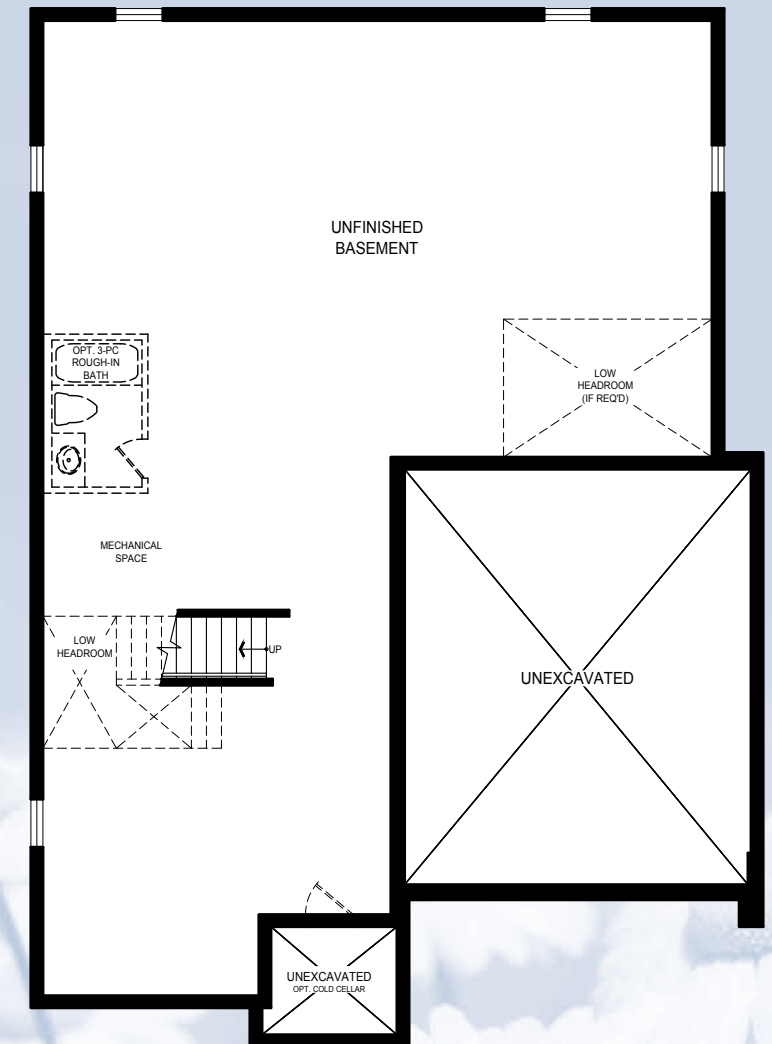 UNFINISHED
BASEMENT
OPT. 3-PC
ROUGH-IN
BATH
LOW
HEADROOM
(IF REQ'D)
MECHANICAL
SPACE
LOW
HEADROOM
UP
UNEXCAVATED
UNEXCAVATED
OPT. COLD CELLAR